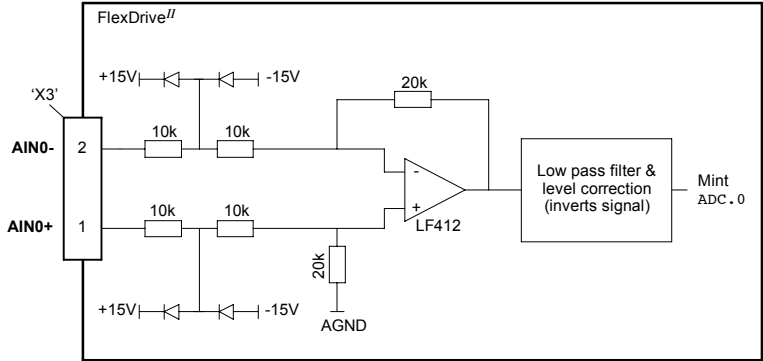 FlexDrive II
+15V -15V
'X3'
20k
10k 10k
AIN0- 2
-
Low pass filter &
level correction
(inverts signal)
Mint
ADC.0
AIN0+ 1
10k 10k
+
LF412
20k
+15V -15V
AGND